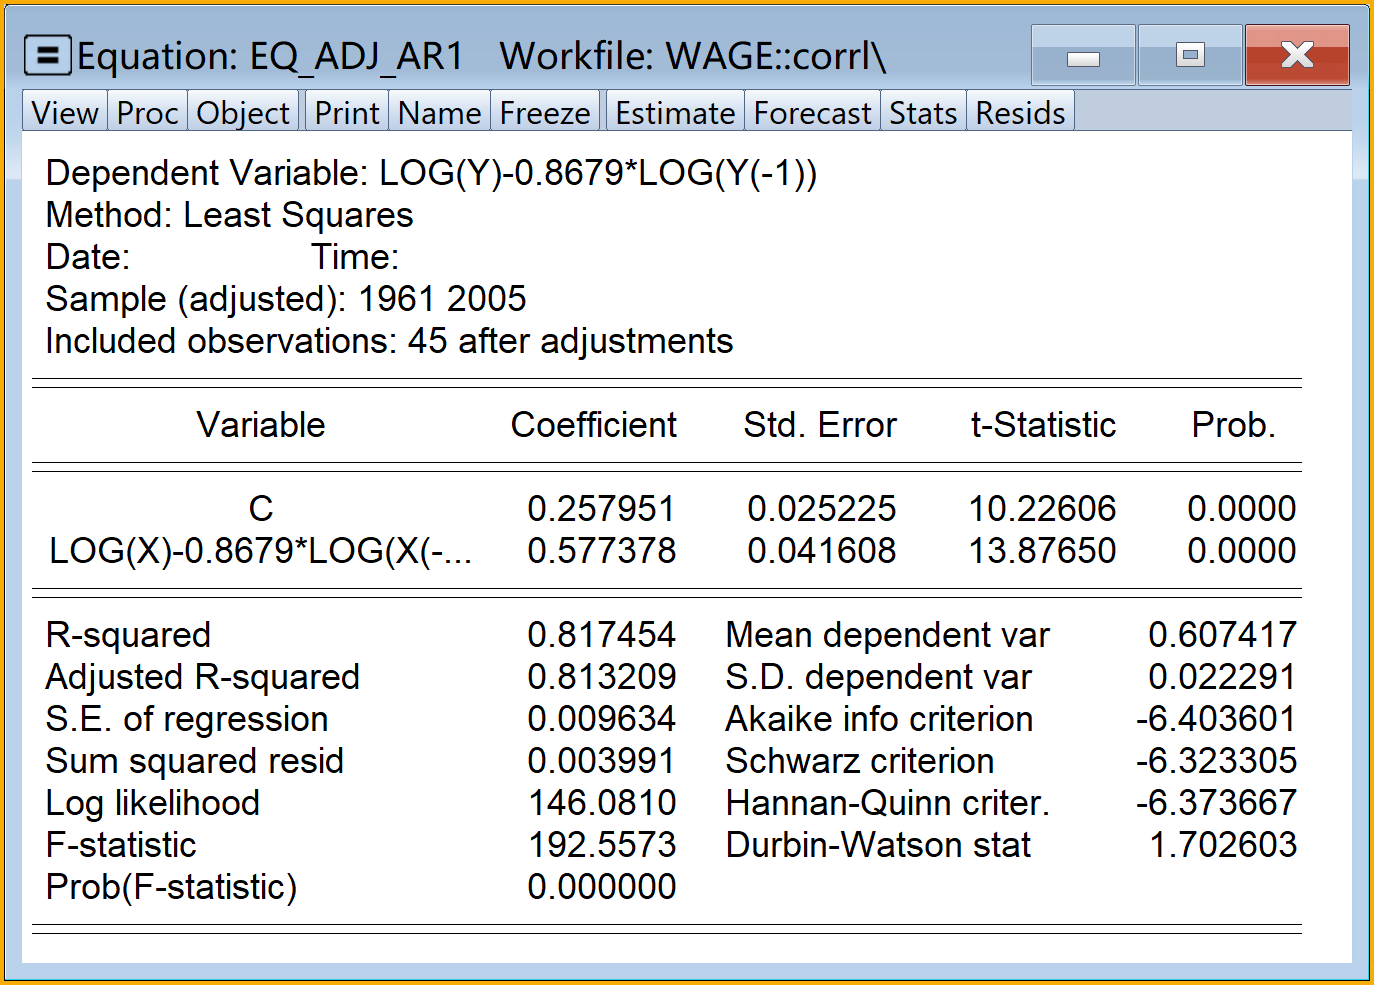 Equation: EQ_ADJ_AR1 Workfile: WAGE::corrl\
View Proc Object Print Name Freeze Estimate Forecast Stats Resids
Dependent Variable: LOG(Y)-0.8679*LOG(Y(-1))
Method: Least Squares
Date: Time:
Sample (adjusted): 1961 2005
Included observations: 45 after adjustments
Variable Coefficient Std. Error t-Statistic Prob.
C 0.257951 0.025225 10.22606 0.0000
LOG(X)-0.8679*LOG(X(-... 0.577378 0.041608 13.87650 0.0000
R-squared 0.817454 Mean dependent var 0.607417
Adjusted R-squared 0.813209 S.D. dependent var 0.022291
S.E. of regression 0.009634 Akaike info criterion -6.403601
Sum squared resid 0.003991 Schwarz criterion -6.323305
Log likelihood 146.0810 Hannan-Quinn criter. -6.373667
F-statistic 192.5573 Durbin-Watson stat 1.702603
Prob(F-statistic) 0.000000